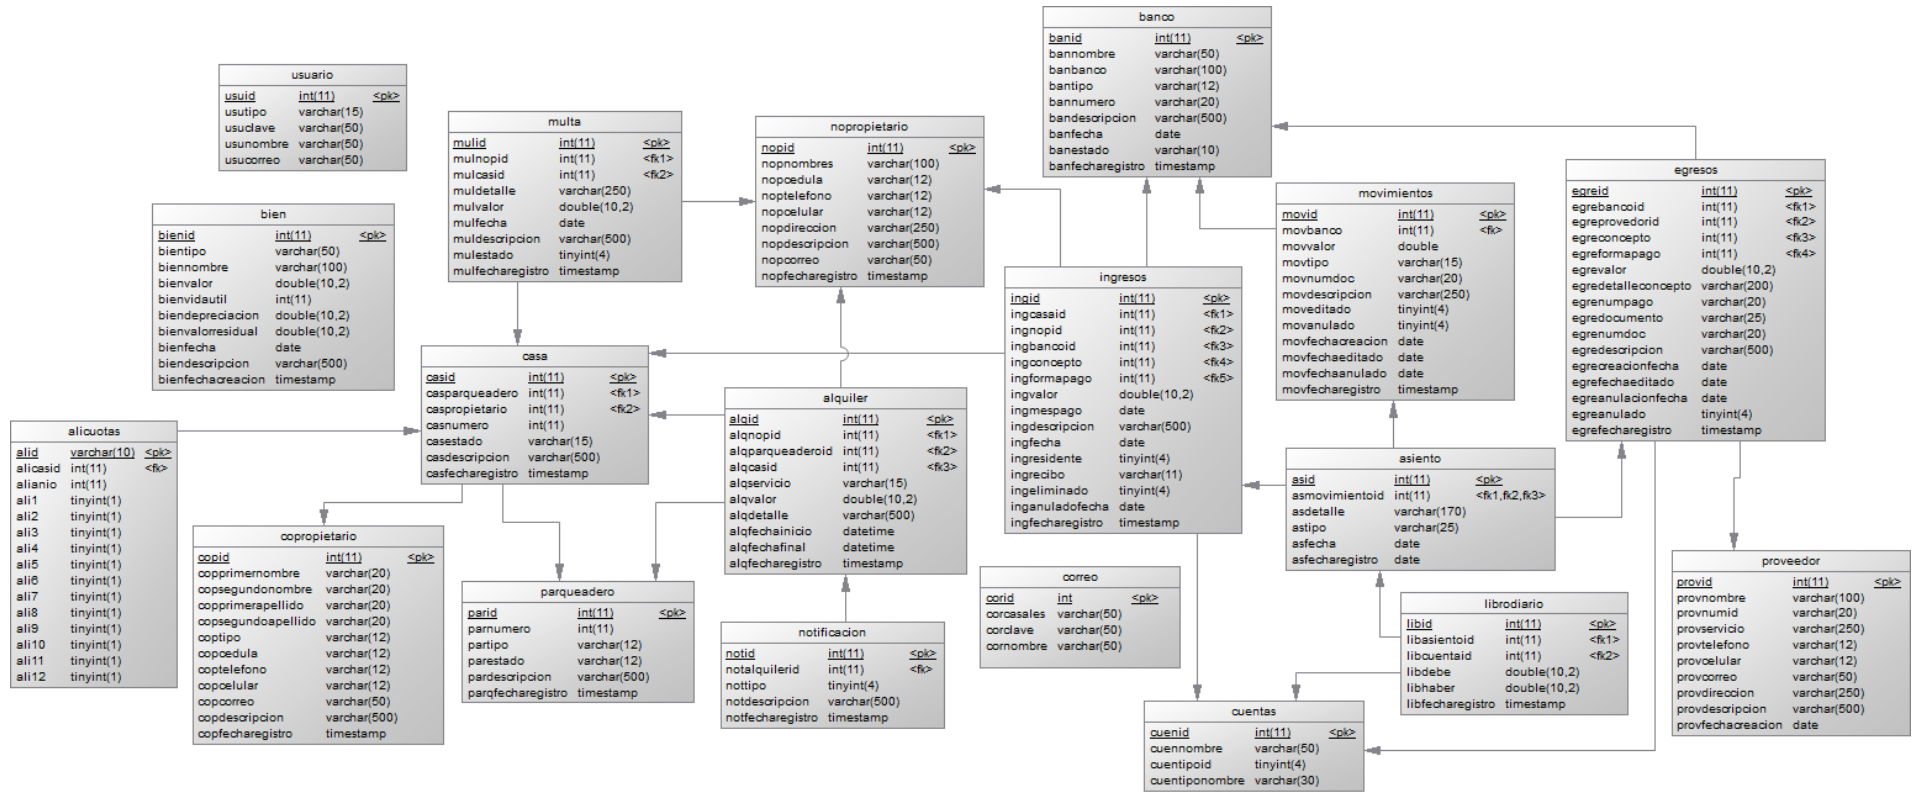 usuario
usuid int(11) <pk>
usutipo varchar(15)
usuclave varchar(50)
usunombre varchar(50)
usucorreo varchar(50)
bien
bienid int(11) <pk>
bientipo varchar(50)
biennombre varchar(100)
bienvalor double(10,2)
bienvidautil int(11)
biendepreciacion double(10,2)
bienvalorresidual double(10,2)
bienfecha date
biendescripcion varchar(500)
bienfechacreacion timestamp
alicuotas
alid varchar(10) <pk>
alicasid int(11) <fk>
alianio int(11)
ali1 tinyint(1)
ali2 tinyint(1)
ali3 tinyint(1)
ali4 tinyint(1)
ali5 tinyint(1)
ali6 tinyint(1)
ali7 tinyint(1)
ali8 tinyint(1)
ali9 tinyint(1)
ali10 tinyint(1)
ali11 tinyint(1)
ali12 tinyint(1)
copropietario
copid int(11) <pk>
copprimernombre varchar(20)
copsegundonombre varchar(20)
copprimerapellido varchar(20)
copsegundoapellido varchar(20)
coptipo varchar(12)
copcedula varchar(12)
coptelefono varchar(12)
copcelular varchar(12)
copcorreo varchar(50)
copdescripcion varchar(500)
copfecharegistro timestamp
multa
mulid int(11) <pk>
mulnopid int(11) <fk1>
mulcasid int(11) <fk2>
muldetalle varchar(250)
mulvalor double(10,2)
mulfecha date
muldescripcion varchar(500)
mulestado tinyint(4)
mulfecharegistro timestamp
casa
casid int(11) <pk>
casparqueadero int(11) <fk1>
caspropietario int(11) <fk2>
casnumero int(11)
casestado varchar(15)
casdescripcion varchar(500)
casfecharegistro timestamp
parqueadero
parid int(11) <pk>
parnumero int(11)
partipo varchar(12)
parestado varchar(12)
pardescripcion varchar(500)
parqfecharegistro timestamp
nopropietario
nopid int(11) <pk>
nopnombres varchar(100)
nopcedula varchar(12)
noptelefono varchar(12)
nopcelular varchar(12)
nopdireccion varchar(250)
nopdescripcion varchar(500)
nopcorreo varchar(50)
nopfecharegistro timestamp
alquiler
alqid int(11) <pk>
alqnopid int(11) <fk1>
alqparqueaderoid int(11) <fk2>
alqcasid int(11) <fk3>
alqservicio varchar(15)
alqvalor double(10,2)
alqdetalle varchar(500)
alqfechainicio datetime
alqfechafinal datetime
alqfecharegistro timestamp
notificacion
notid int(11) <pk>
notalquilerid int(11) <fk>
nottipo tinyint(4)
notdescripcion varchar(500)
notfecharegistro timestamp
banco
banid int(11) <pk>
bannombre varchar(50)
banbanco varchar(100)
bantipo varchar(12)
bannumero varchar(20)
bandescripcion varchar(500)
banfecha date
banestado varchar(10)
banfecharegistro timestamp
ingresos
ingid int(11) <pk>
ingcasaid int(11) <fk1>
ingnopid int(11) <fk2>
ingbancoid int(11) <fk3>
ingconcepto int(11) <fk4>
ingformapago int(11) <fk5>
ingvalor double(10,2)
ingmespago date
ingdescripcion varchar(500)
ingfecha date
ingresidente tinyint(4)
ingrecibo varchar(11)
ingeliminado tinyint(4)
inganuladofecha date
ingfecharegistro timestamp
correo
corid int <pk>
corcasales varchar(50)
corclave varchar(50)
cornombre varchar(50)
cuentas
cuenid int(11) <pk>
cuennombre varchar(50)
cuentipoid tinyint(4)
cuentiponombre varchar(30)
movimientos
movid int(11) <pk>
movbanco int(11) <fk>
movvalor double
movtipo varchar(15)
movnumdoc varchar(20)
movdescripcion varchar(250)
moveditado tinyint(4)
movanulado tinyint(4)
movfechacreacion date
movfechaeditado date
movfechaanulado date
movfecharegistro timestamp
asiento
asid int(11) <pk>
asmovimientoid int(11) <fk1,fk2,fk3>
asdetalle varchar(170)
astipo varchar(25)
asfecha date
asfecharegistro date
librodiario
libid int(11) <pk>
libasientoid int(11) <fk1>
libcuentaid int(11) <fk2>
libdebe double(10,2)
libhaber double(10,2)
libfecharegistro timestamp
egresos
egreid int(11) <pk>
egrebancoid int(11) <fk1>
egreprovedorid int(11) <fk2>
egreconcepto int(11) <fk3>
egreformapago int(11) <fk4>
egrevalor double(10,2)
egredetalleconcepto varchar(200)
egrenumpago varchar(20)
egredocumento varchar(25)
egrenumdoc varchar(20)
egredescripcion varchar(500)
egrecreacionfecha date
egrefechaeditado date
egreanulacionfecha date
egreanulado tinyint(4)
egrefecharegistro timestamp
proveedor
provid int(11) <pk>
provnombre varchar(100)
provnumid varchar(20)
provservicio varchar(250)
provtelefono varchar(12)
provcelular varchar(12)
provcorreo varchar(50)
provdireccion varchar(250)
provdescripcion varchar(500)
provfechacreacion date